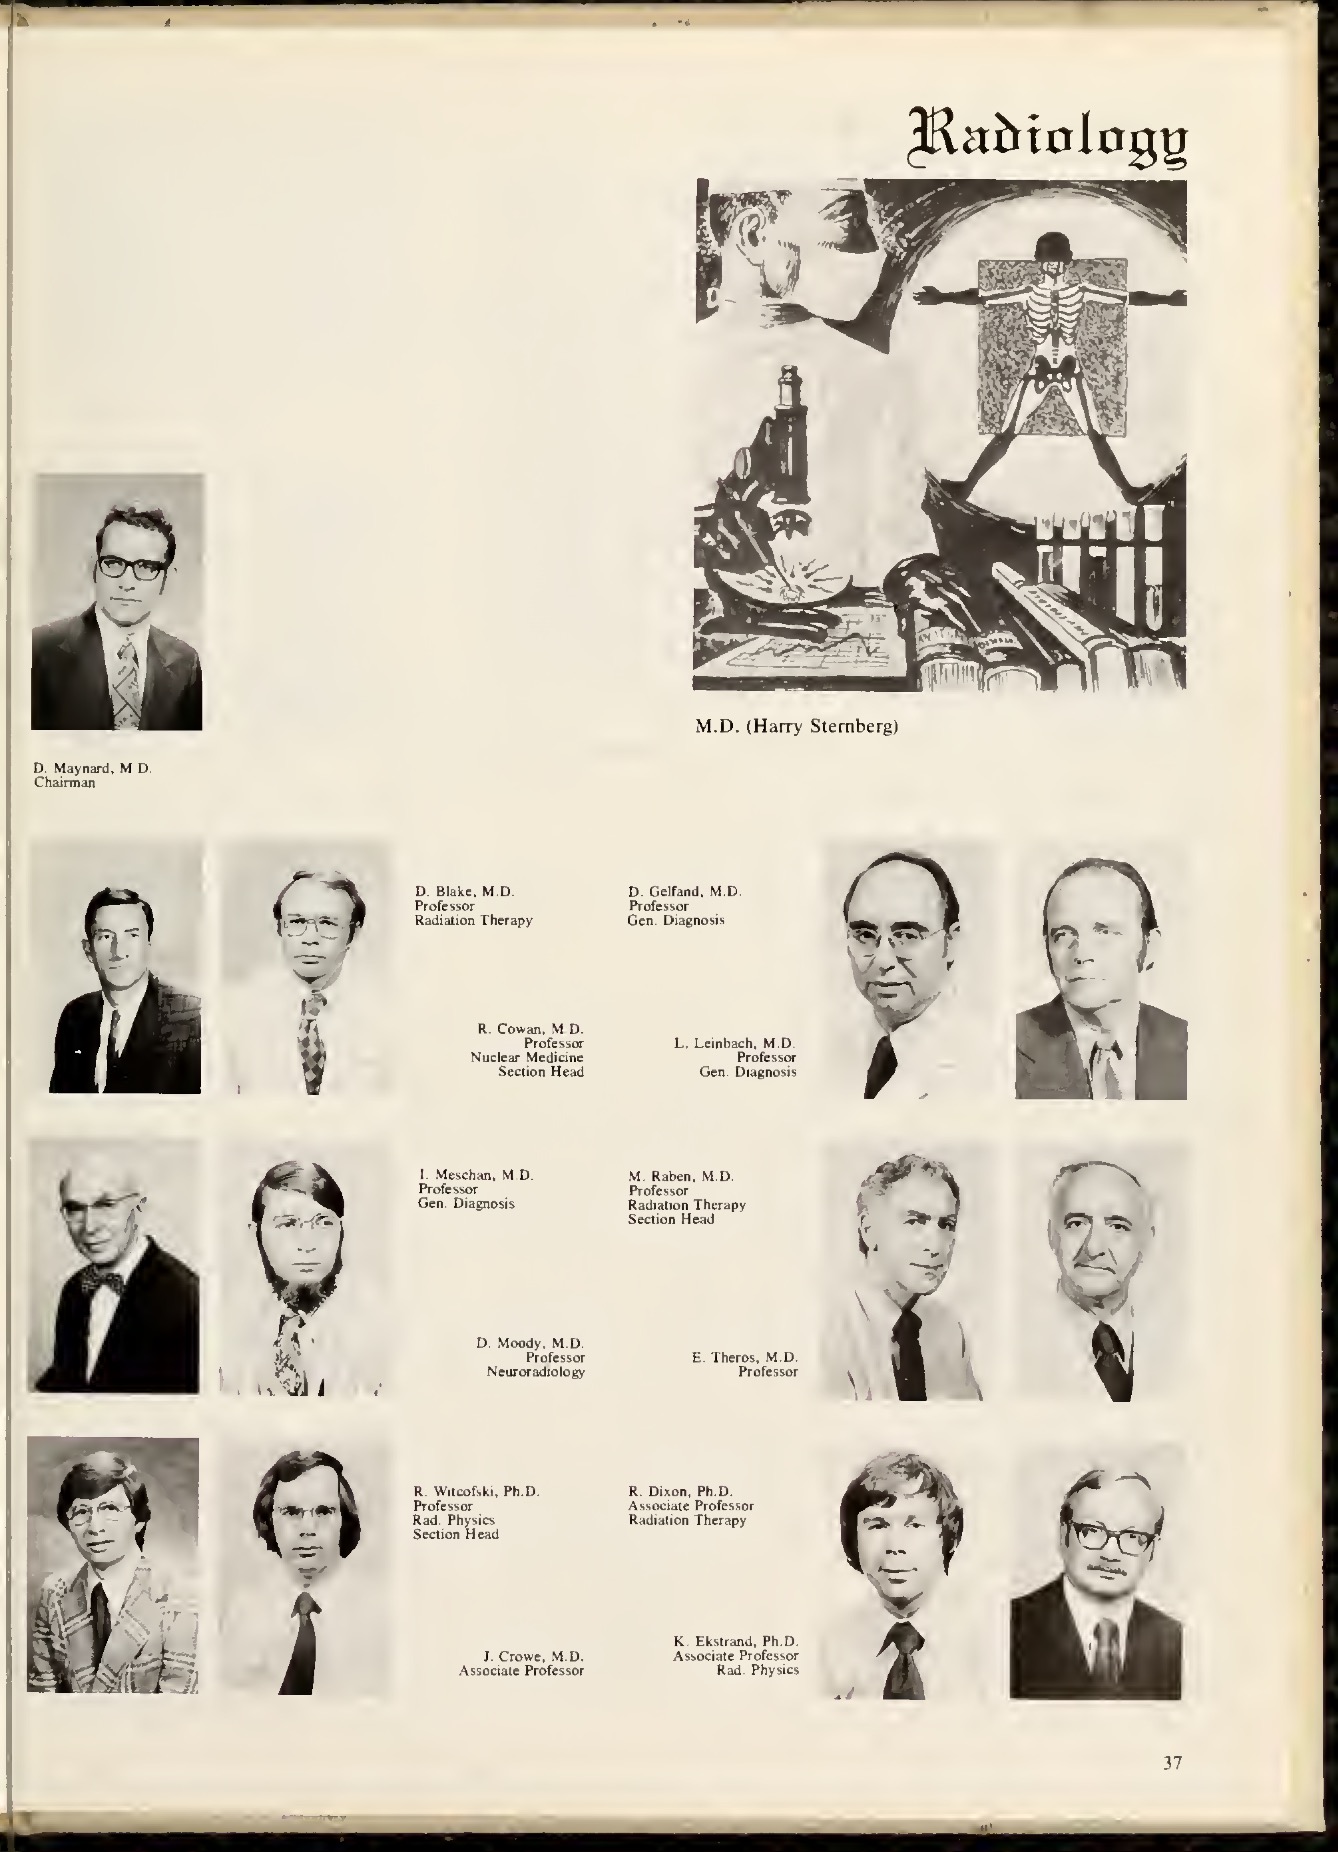 Radiology
M.D. (Harry Sternberg)
D. Maynard, M D.
Chairman
D. Blake, M.D.
Professor
Radiation Therapy
D. Gelfand, M.D.
Professor
Gen. Diagnosis
R. Cowan, M D.
Professor
Nuclear Medicine
Section Head
L. Leinbach, M.D.
Professor
Gen. Diagnosis
I. Meschan, M D.
Professor
Gen. Diagnosis
M. Raben, M.D.
Professor
Radiation Therapy
Section Head
D. Moody, M.D.
Professor
Neuroradiology
E. Theros, M.D.
Professor
R. Witcofski, Ph.D.
Professor
Rad. Physics
Section Head
R. Dixon, Ph.D.
Associate Professor
Radiation Therapy
J. Crowe, M.D.
Associate Professor
K. Ekstrand, Ph.D.
Associate Professor
Rad. Physics
37